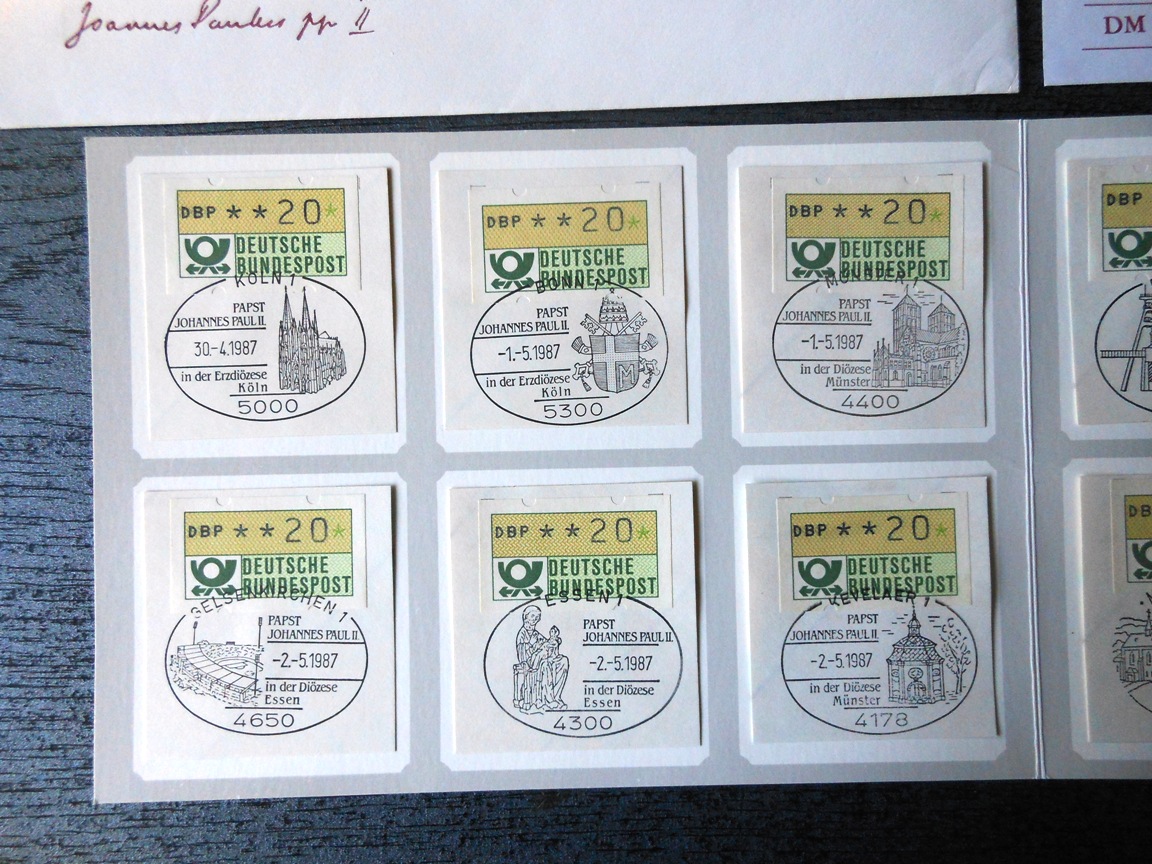 Joannes Paulus pp II
DM
DBP **20*
DEUTSCHE
BUNDESPOST
KÖLN 1
PAPST
JOHANNES PAUL II.
30.-4.1987
in der Erzdiözese
Köln
5000
DBP **20*
DEUTSCHE
BUNDESPOST
BONN 1
PAPST
JOHANNES PAUL II.
-1.-5.1987
in der Erzdiözese
Köln
M
5300
DBP **20*
DEUTSCHE
BUNDESPOST
MÜNSTER 1
PAPST
JOHANNES PAUL II.
-1.-5.1987
in der Diözese
Münster
4400
DBP
DBP **20*
DEUTSCHE
BUNDESPOST
GELSENKIRCHEN 1
PAPST
JOHANNES PAUL II.
-2.-5.1987
in der Diözese
Essen
4650
DBP **20*
DEUTSCHE
BUNDESPOST
ESSEN 1
PAPST
JOHANNES PAUL II.
-2.-5.1987
in der Diözese
Essen
4300
DBP **20*
DEUTSCHE
BUNDESPOST
KEVELAER 1
PAPST
JOHANNES PAUL II.
-2.-5.1987
in der Diözese
Münster
4178
DB